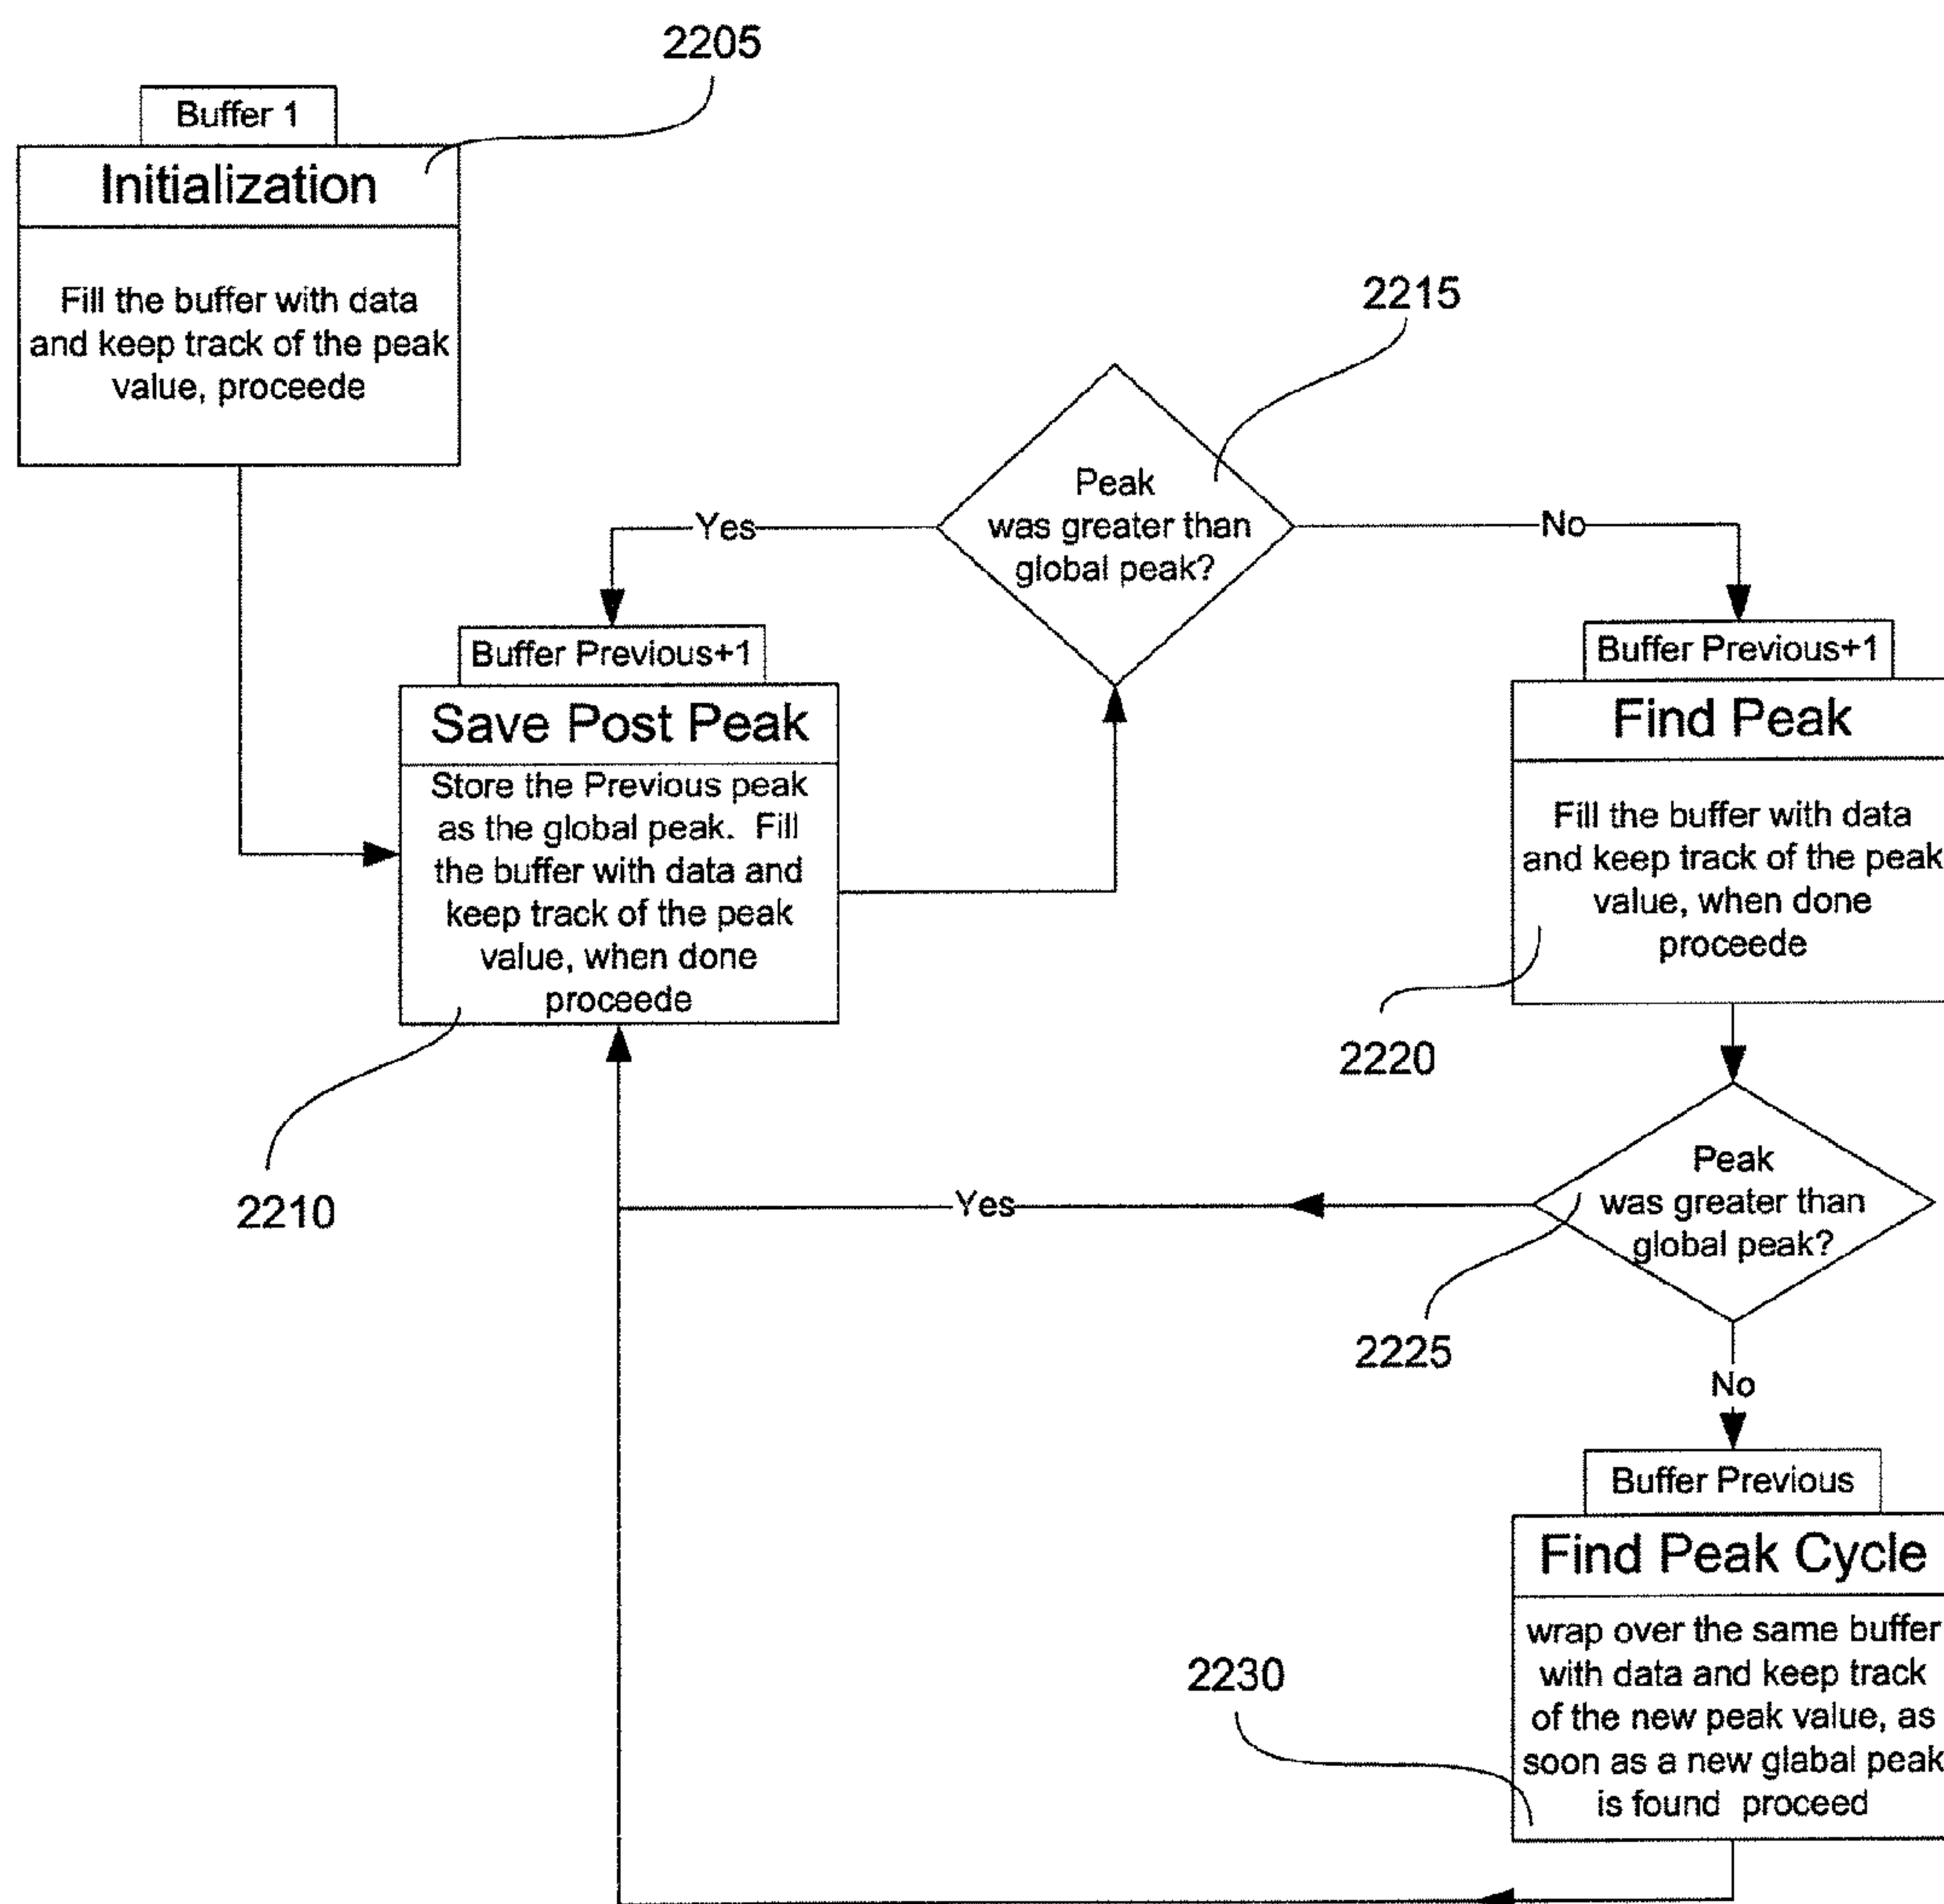 2205
Buffer 1
Initialization
Fill the buffer with data
and keep track of the peak
value, proceede
2215
Peak
was greater than
global peak?
Yes
No
Buffer Previous+1
Save Post Peak
Store the Previous peak
as the global peak. Fill
the buffer with data and
keep track of the peak
value, when done
proceede
2210
Buffer Previous+1
Find Peak
Fill the buffer with data
and keep track of the peak
value, when done
proceede
2220
Peak
was greater than
global peak?
Yes
2225
No
Buffer Previous
Find Peak Cycle
wrap over the same buffer
with data and keep track
of the new peak value, as
soon as a new glabal peak
is found proceed
2230